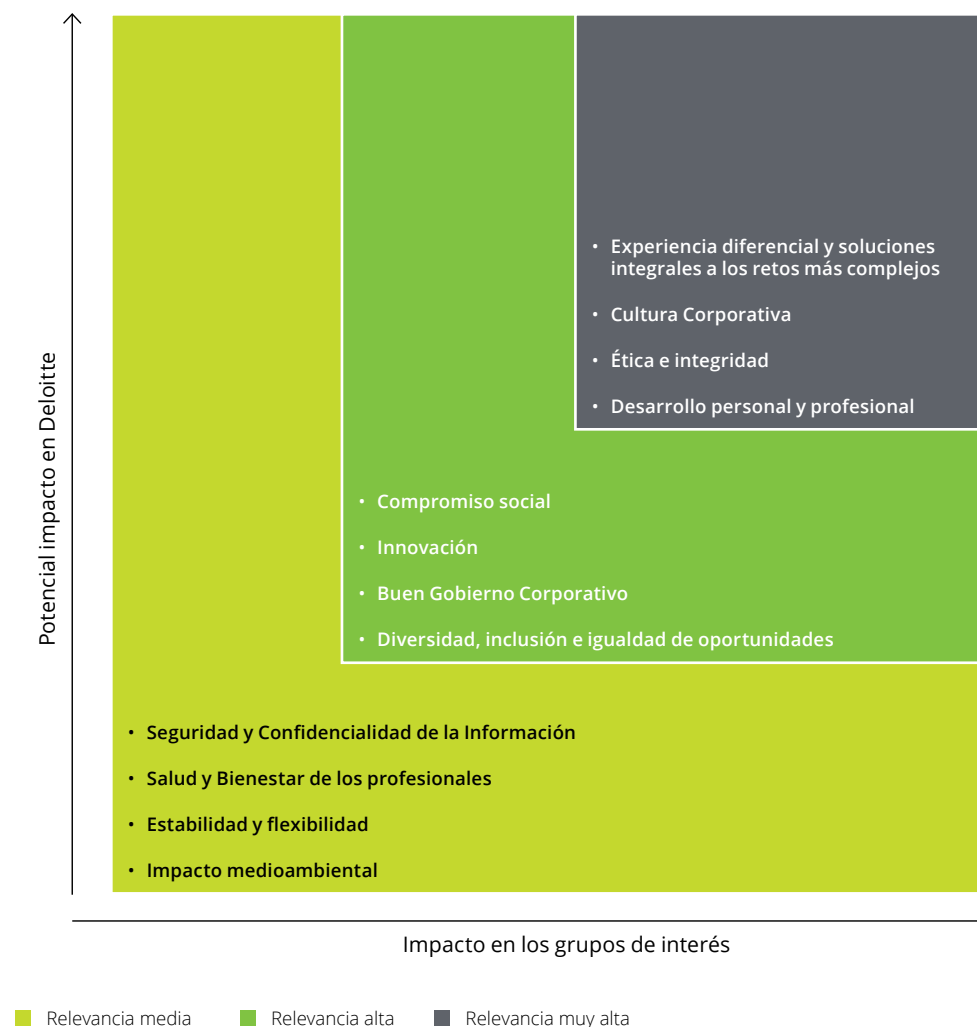 Potencial impacto en Deloitte
• Experiencia diferencial y soluciones
integrales a los retos más complejos
• Cultura Corporativa
• Ética e integridad
• Desarrollo personal y profesional
• Compromiso social
• Innovación
• Buen Gobierno Corporativo
• Diversidad, inclusión e igualdad de oportunidades
• Seguridad y Confidencialidad de la Información
• Salud y Bienestar de los profesionales
• Estabilidad y flexibilidad
• Impacto medioambiental
Impacto en los grupos de interés
Relevancia media Relevancia alta Relevancia muy alta